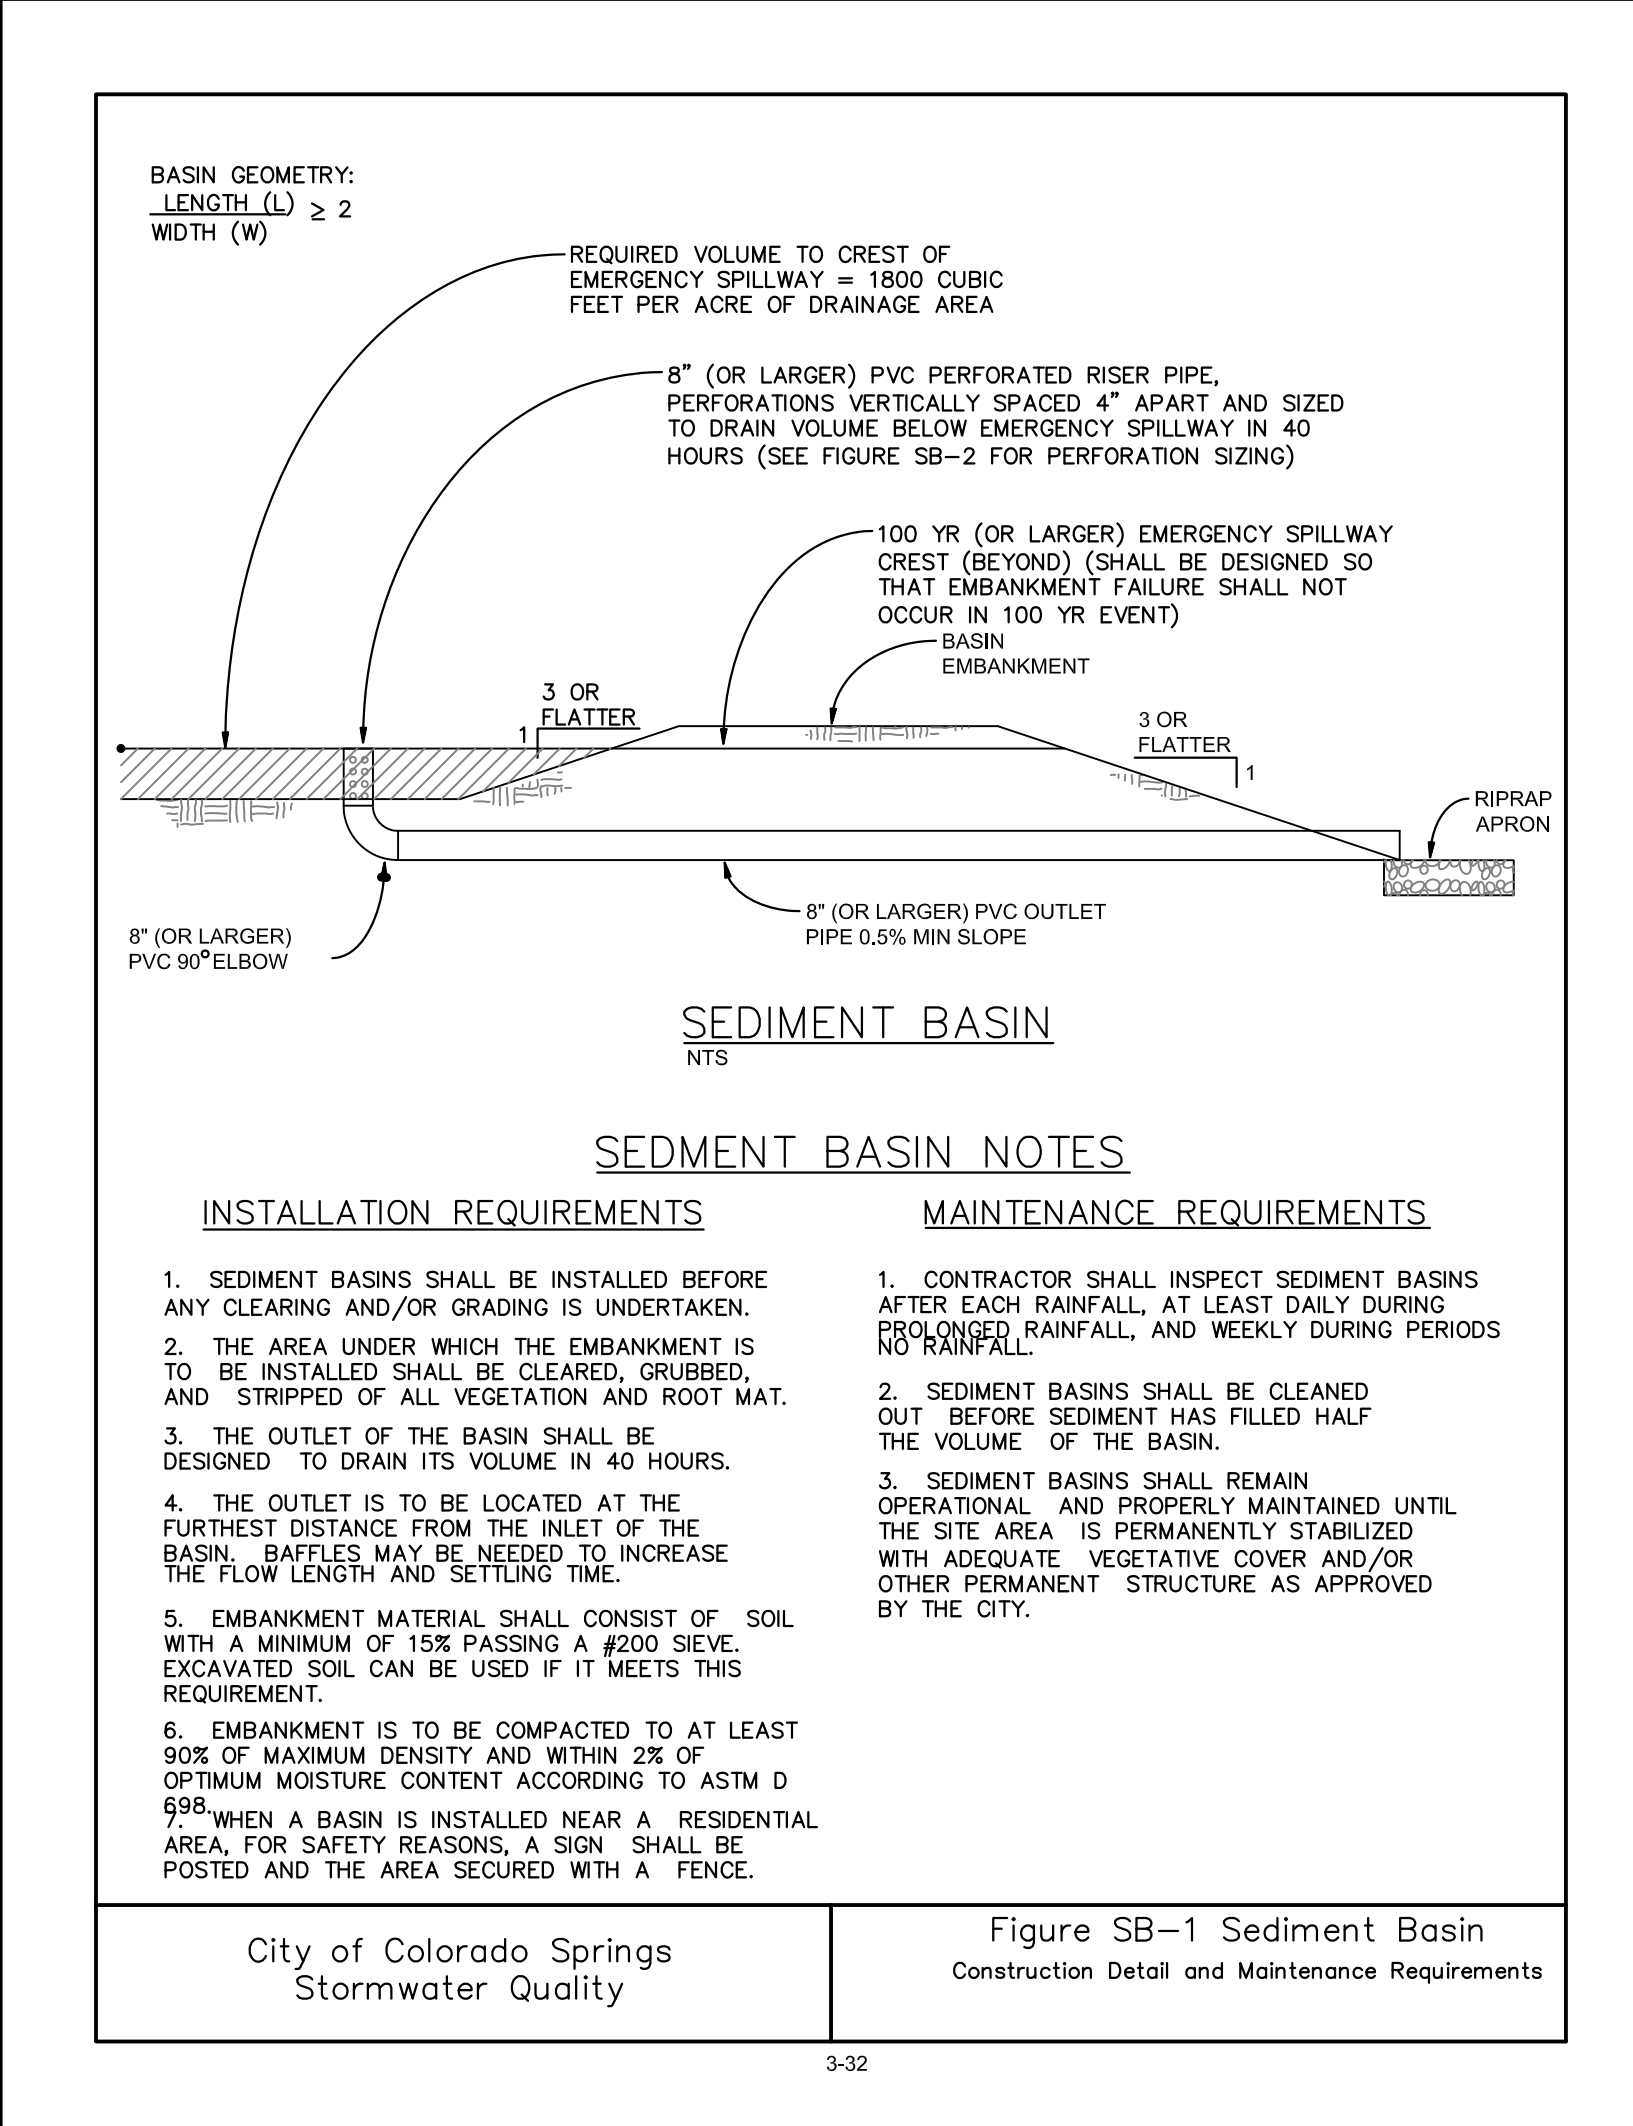 BASIN GEOMETRY:
LENGTH (L)
WIDTH (W)
≥ 2
REQUIRED VOLUME TO CREST OF
EMERGENCY SPILLWAY = 1800 CUBIC
FEET PER ACRE OF DRAINAGE AREA
8" (OR LARGER) PVC PERFORATED RISER PIPE,
PERFORATIONS VERTICALLY SPACED 4" APART AND SIZED
TO DRAIN VOLUME BELOW EMERGENCY SPILLWAY IN 40
HOURS (SEE FIGURE SB-2 FOR PERFORATION SIZING)
100 YR (OR LARGER) EMERGENCY SPILLWAY
CREST (BEYOND) (SHALL BE DESIGNED SO
THAT EMBANKMENT FAILURE SHALL NOT
OCCUR IN 100 YR EVENT)
BASIN
EMBANKMENT
3 OR
FLATTER
1
3 OR
FLATTER
1
RIPRAP
APRON
8" (OR LARGER) PVC OUTLET
PIPE 0.5% MIN SLOPE
8" (OR LARGER)
PVC 90° ELBOW
SEDIMENT BASIN
NTS
SEDMENT BASIN NOTES
INSTALLATION REQUIREMENTS
1. SEDIMENT BASINS SHALL BE INSTALLED BEFORE
ANY CLEARING AND/OR GRADING IS UNDERTAKEN.
2. THE AREA UNDER WHICH THE EMBANKMENT IS
TO BE INSTALLED SHALL BE CLEARED, GRUBBED,
AND STRIPPED OF ALL VEGETATION AND ROOT MAT.
3. THE OUTLET OF THE BASIN SHALL BE
DESIGNED TO DRAIN ITS VOLUME IN 40 HOURS.
4. THE OUTLET IS TO BE LOCATED AT THE
FURTHEST DISTANCE FROM THE INLET OF THE
BASIN. BAFFLES MAY BE NEEDED TO INCREASE
THE FLOW LENGTH AND SETTLING TIME.
5. EMBANKMENT MATERIAL SHALL CONSIST OF SOIL
WITH A MINIMUM OF 15% PASSING A #200 SIEVE.
EXCAVATED SOIL CAN BE USED IF IT MEETS THIS
REQUIREMENT.
6. EMBANKMENT IS TO BE COMPACTED TO AT LEAST
90% OF MAXIMUM DENSITY AND WITHIN 2% OF
OPTIMUM MOISTURE CONTENT ACCORDING TO ASTM D
698.
7. WHEN A BASIN IS INSTALLED NEAR A RESIDENTIAL
AREA, FOR SAFETY REASONS, A SIGN SHALL BE
POSTED AND THE AREA SECURED WITH A FENCE.
MAINTENANCE REQUIREMENTS
1. CONTRACTOR SHALL INSPECT SEDIMENT BASINS
AFTER EACH RAINFALL, AT LEAST DAILY DURING
PROLONGED RAINFALL, AND WEEKLY DURING PERIODS
NO RAINFALL.
2. SEDIMENT BASINS SHALL BE CLEANED
OUT BEFORE SEDIMENT HAS FILLED HALF
THE VOLUME OF THE BASIN.
3. SEDIMENT BASINS SHALL REMAIN
OPERATIONAL AND PROPERLY MAINTAINED UNTIL
THE SITE AREA IS PERMANENTLY STABILIZED
WITH ADEQUATE VEGETATIVE COVER AND/OR
OTHER PERMANENT STRUCTURE AS APPROVED
BY THE CITY.
City of Colorado Springs
Stormwater Quality
Figure SB-1 Sediment Basin
Construction Detail and Maintenance Requirements
3-32